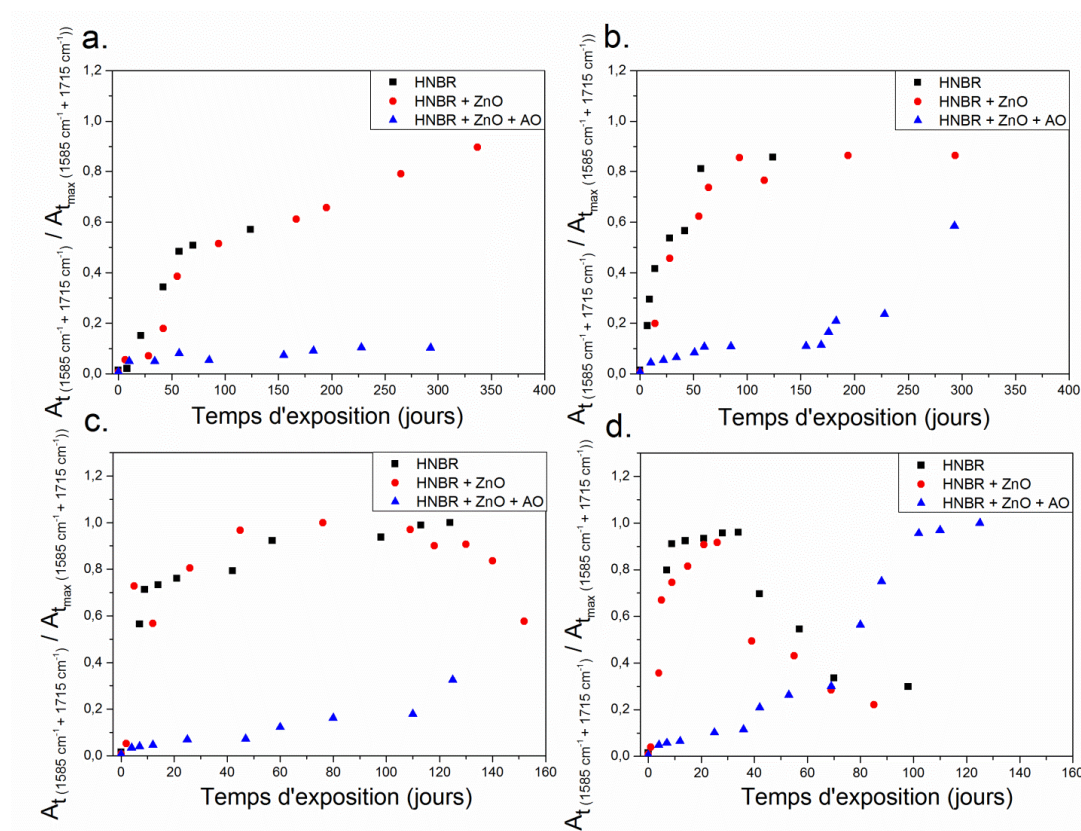 a.
A_t (1585 cm⁻¹ + 1715 cm⁻¹) / A_t_max (1585 cm⁻¹ + 1715 cm⁻¹))
1,2
1,0
0,8
0,6
0,4
0,2
0,0
HNBR
HNBR + ZnO
HNBR + ZnO + AO
0 50 100 150 200 250 300 350 400
Temps d'exposition (jours)
b.
A_t (1585 cm⁻¹ + 1715 cm⁻¹) / A_t_max (1585 cm⁻¹ + 1715 cm⁻¹))
1,2
1,0
0,8
0,6
0,4
0,2
0,0
HNBR
HNBR + ZnO
HNBR + ZnO + AO
0 50 100 150 200 250 300 350 400
Temps d'exposition (jours)
c.
A_t (1585 cm⁻¹ + 1715 cm⁻¹) / A_t_max (1585 cm⁻¹ + 1715 cm⁻¹))
1,2
1,0
0,8
0,6
0,4
0,2
0,0
HNBR
HNBR + ZnO
HNBR + ZnO + AO
0 20 40 60 80 100 120 140 160
Temps d'exposition (jours)
d.
A_t (1585 cm⁻¹ + 1715 cm⁻¹) / A_t_max (1585 cm⁻¹ + 1715 cm⁻¹))
1,2
1,0
0,8
0,6
0,4
0,2
0,0
HNBR
HNBR + ZnO
HNBR + ZnO + AO
0 20 40 60 80 100 120 140 160
Temps d'exposition (jours)